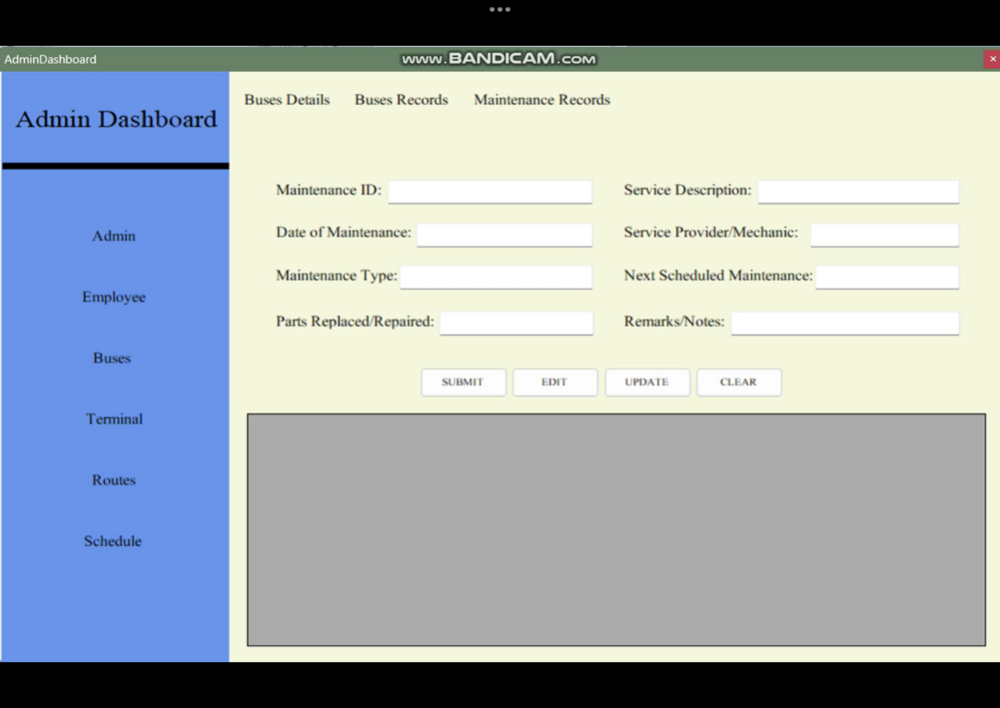 AdminDashboard
www.BANDICAM.com
Admin Dashboard
Buses Details
Buses Records
Maintenance Records
Maintenance ID:
Service Description:
Date of Maintenance:
Service Provider/Mechanic:
Maintenance Type:
Next Scheduled Maintenance:
Parts Replaced/Repaired:
Remarks/Notes:
SUBMIT
EDIT
UPDATE
CLEAR
Admin
Employee
Buses
Terminal
Routes
Schedule